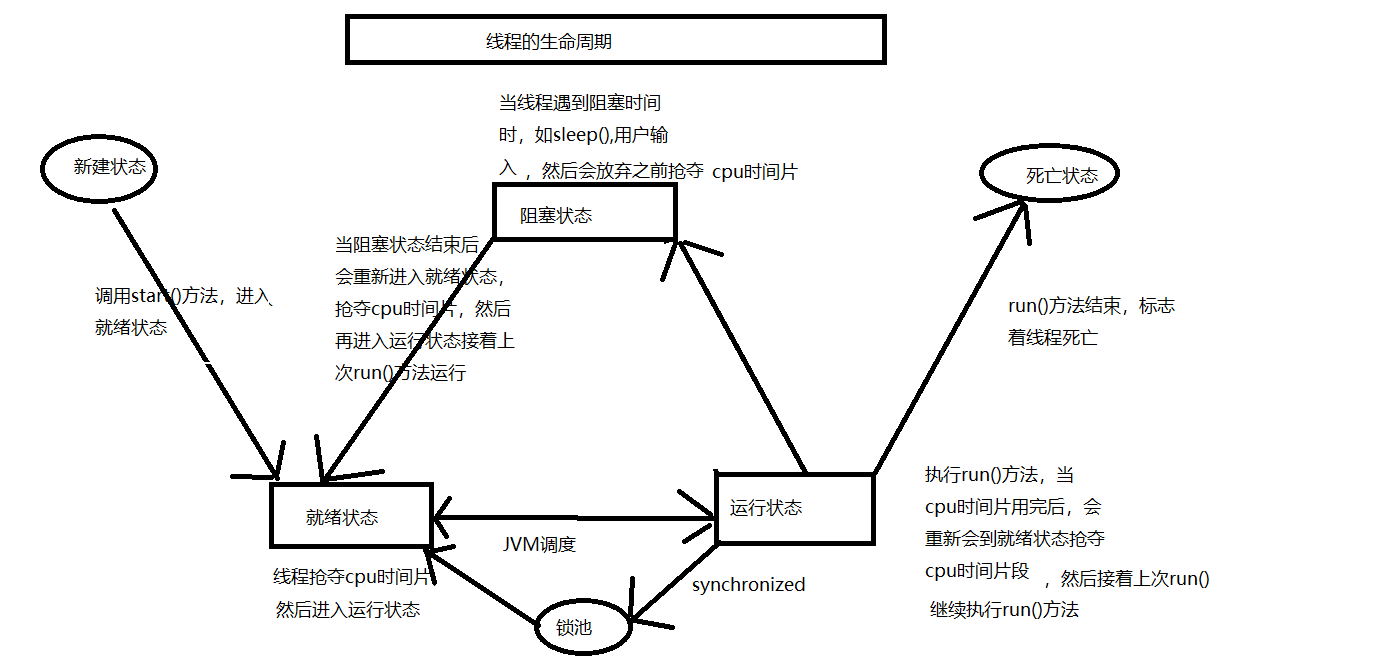 线程的生命周期
当线程遇到阻塞时间
时，如sleep(),用户输
入 ，然后会放弃之前抢夺 cpu时间片
新建状态
死亡状态
阻塞状态
当阻塞状态结束后，
会重新进入就绪状态，
抢夺cpu时间片，然后
再进入运行状态接着上
次run()方法运行
调用start()方法，进入
就绪状态
run()方法结束，标志
着线程死亡
就绪状态
运行状态
JVM调度
执行run()方法，当
cpu时间片用完后，会
重新会到就绪状态抢夺
cpu时间片段 ，然后接着上次run()
继续执行run()方法
线程抢夺cpu时间片
然后进入运行状态
synchronized
锁池